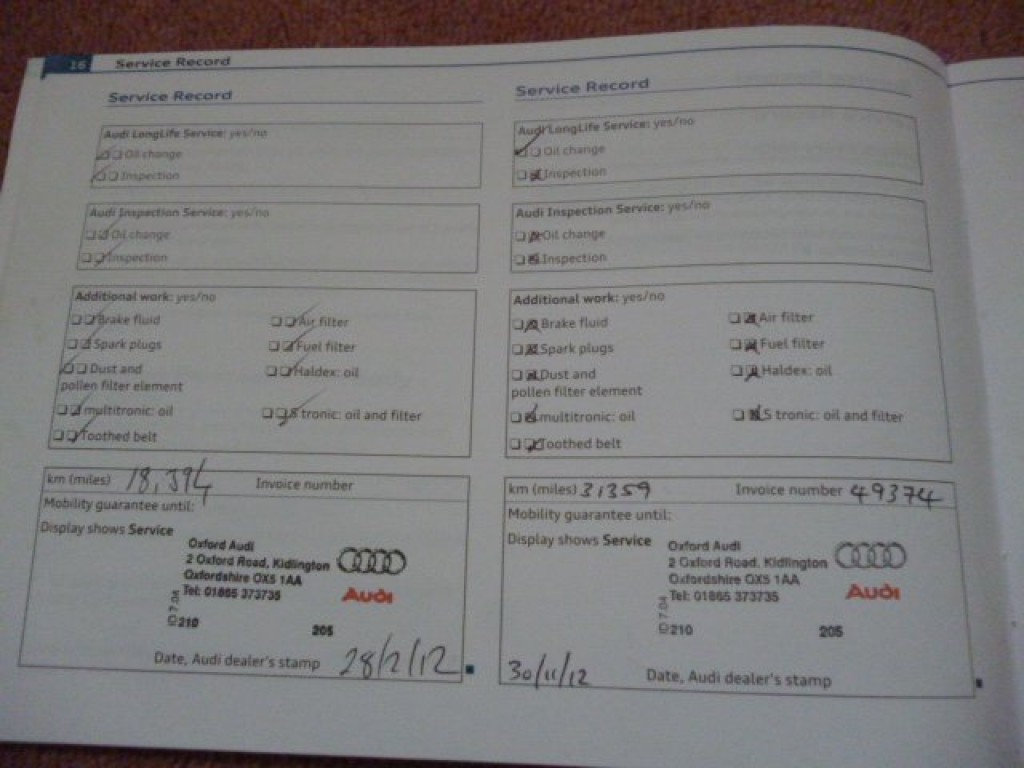 16 Service Record
Service Record
Audi LongLife Service: yes/no
Oil change
Inspection
Audi Inspection Service: yes/no
Oil change
Inspection
Additional work: yes/no
Brake fluid Air filter
Spark plugs Fuel filter
Dust and Haldex: oil
pollen filter element
multitronic: oil S tronic: oil and filter
Toothed belt
km (miles) 18,394 Invoice number
Mobility guarantee until:
Display shows Service
Oxford Audi
2 Oxford Road, Kidlington
Oxfordshire OX5 1AA
Tel: 01865 373735
Audi
210 205
Date, Audi dealer's stamp 28/2/12
Service Record
Audi LongLife Service: yes/no
Oil change
Inspection
Audi Inspection Service: yes/no
Oil change
Inspection
Additional work: yes/no
Brake fluid Air filter
Spark plugs Fuel filter
Dust and Haldex: oil
pollen filter element
multitronic: oil S tronic: oil and filter
Toothed belt
km (miles) 31359 Invoice number 49374
Mobility guarantee until:
Display shows Service
Oxford Audi
2 Oxford Road, Kidlington
Oxfordshire OX5 1AA
Tel: 01865 373735
Audi
210 205
30/11/12 Date, Audi dealer's stamp